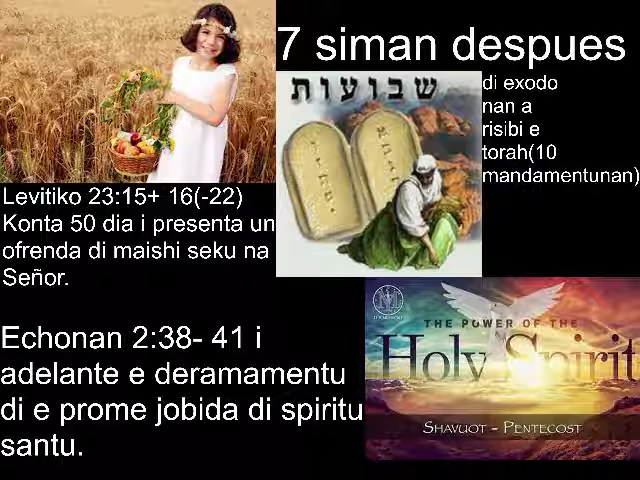 7 siman despues
שבועות
di exodo
nan a
risibi e
torah(10
mandamentunan)
Levitiko 23:15+ 16(-22)
Konta 50 dia i presenta un
ofrenda di maishi seku na
Señor.
THE POWER OF THE
Holy Spirit
SHAVUOT - PENTECOST
Echonan 2:38- 41 i
adelante e deramamentu
di e prome jobida di spiritu
santu.